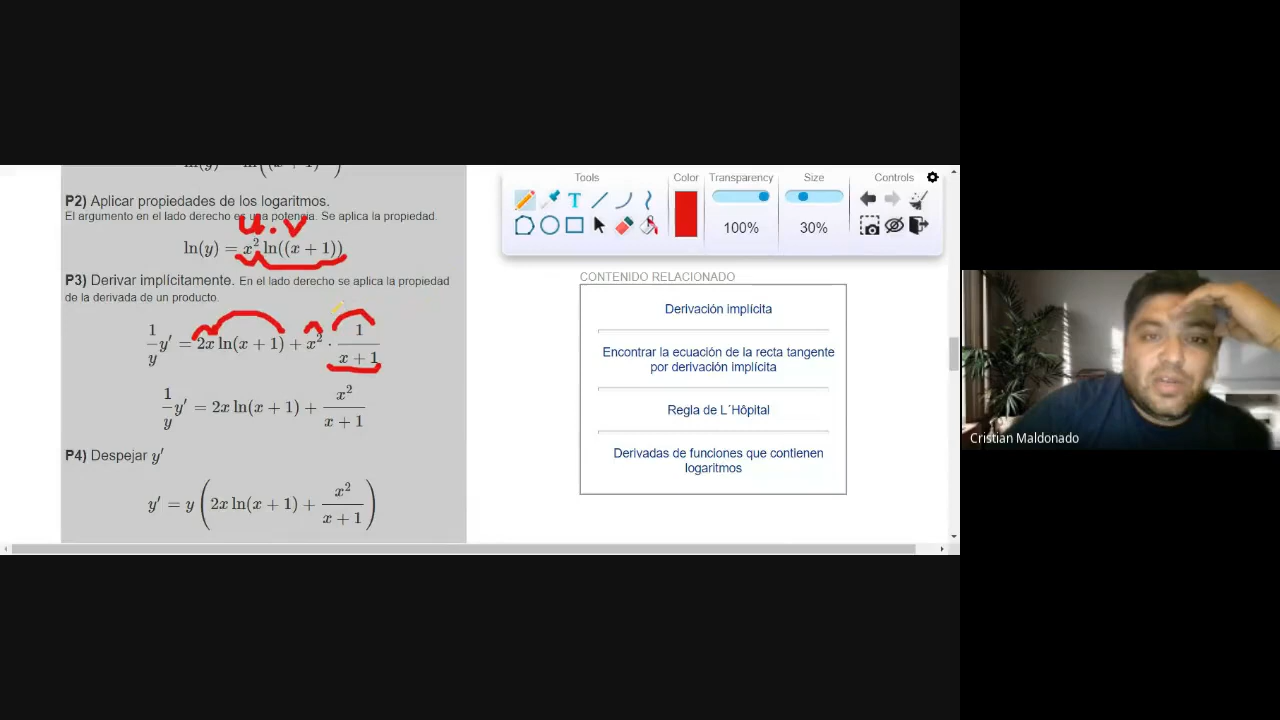 P2) Aplicar propiedades de los logaritmos.
El argumento en el lado derecho es una potencia. Se aplica la propiedad.
u.v
ln(y) = x² ln((x + 1))
P3) Derivar implícitamente. En el lado derecho se aplica la propiedad
de la derivada de un producto.
1/y y′ = 2x ln(x + 1) + x² · 1/(x + 1)
1/y y′ = 2x ln(x + 1) + x²/(x + 1)
P4) Despejar y′
y′ = y (2x ln(x + 1) + x²/(x + 1))
Tools
Color
Transparency
Size
Controls
T
100%
30%
CONTENIDO RELACIONADO
Derivación implícita
Encontrar la ecuación de la recta tangente
por derivación implícita
Regla de L´Hôpital
Derivadas de funciones que contienen
logaritmos
Cristian Maldonado